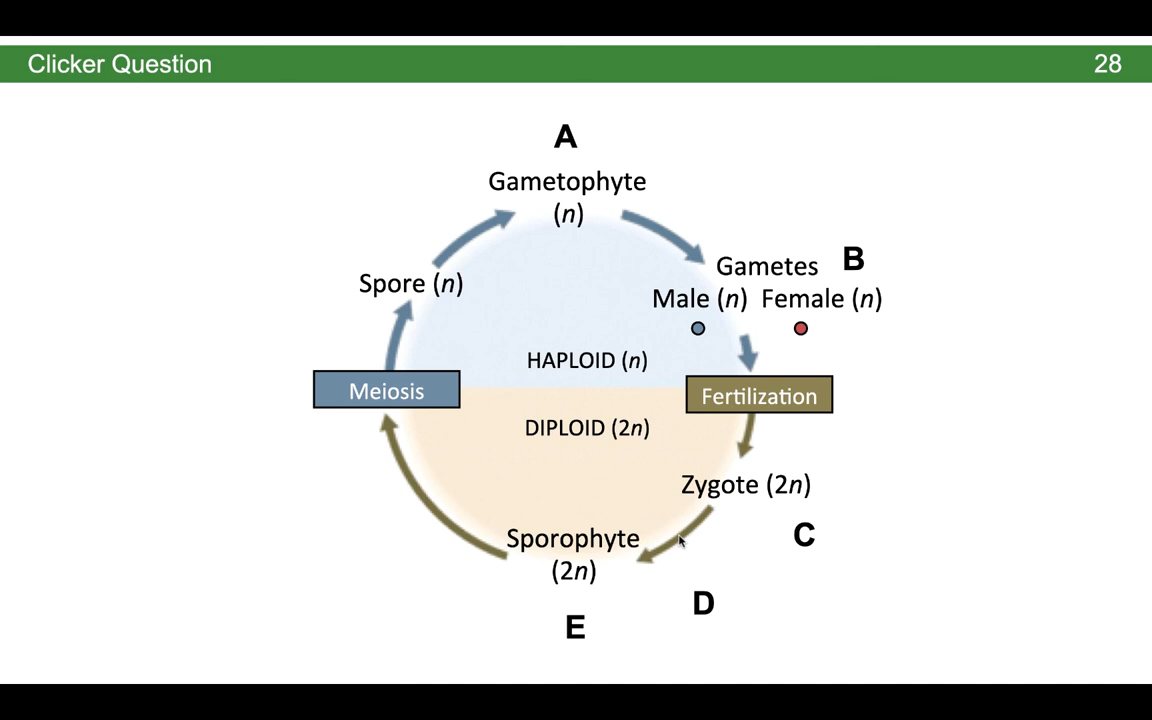 Clicker Question
28
A
Gametophyte
(n)
Gametes
B
Spore (n)
Male (n) Female (n)
HAPLOID (n)
Meiosis
Fertilization
DIPLOID (2n)
Zygote (2n)
C
Sporophyte
(2n)
D
E